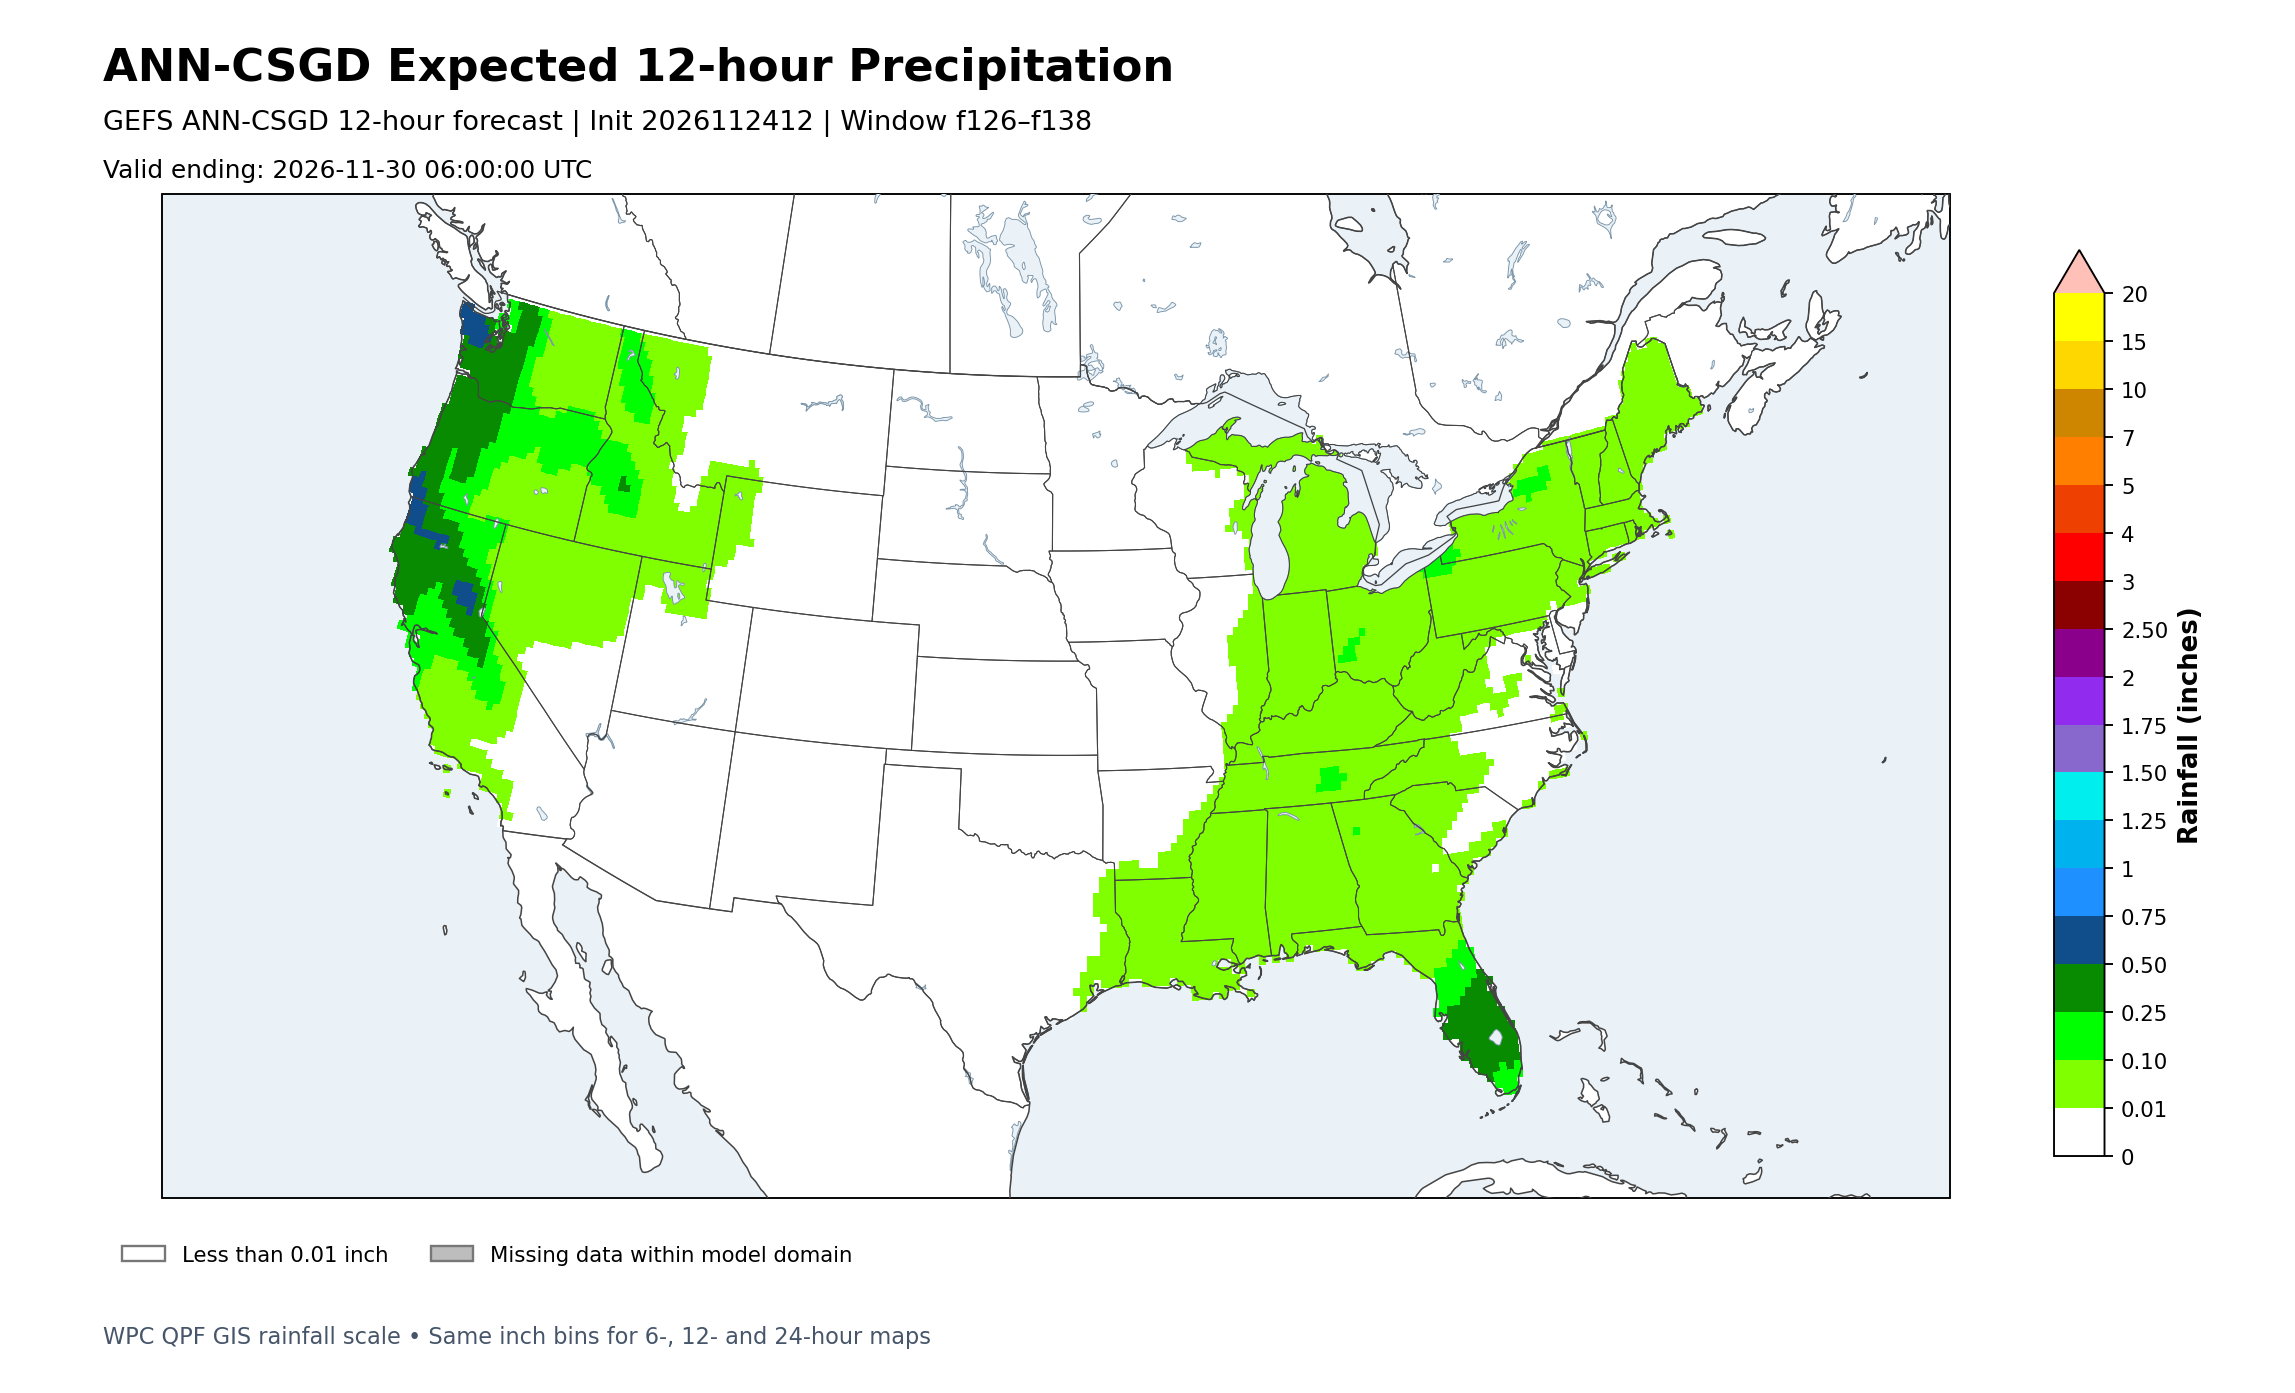 ANN-CSGD Expected 12-hour Precipitation
GEFS ANN-CSGD 12-hour forecast | Init 2026112412 | Window f126–f138
Valid ending: 2026-11-30 06:00:00 UTC
20
15
10
7
5
4
3
2.50
2
1.75
1.50
1.25
1
0.75
0.50
0.25
0.10
0.01
0
Rainfall (inches)
Less than 0.01 inch
Missing data within model domain
WPC QPF GIS rainfall scale • Same inch bins for 6-, 12- and 24-hour maps